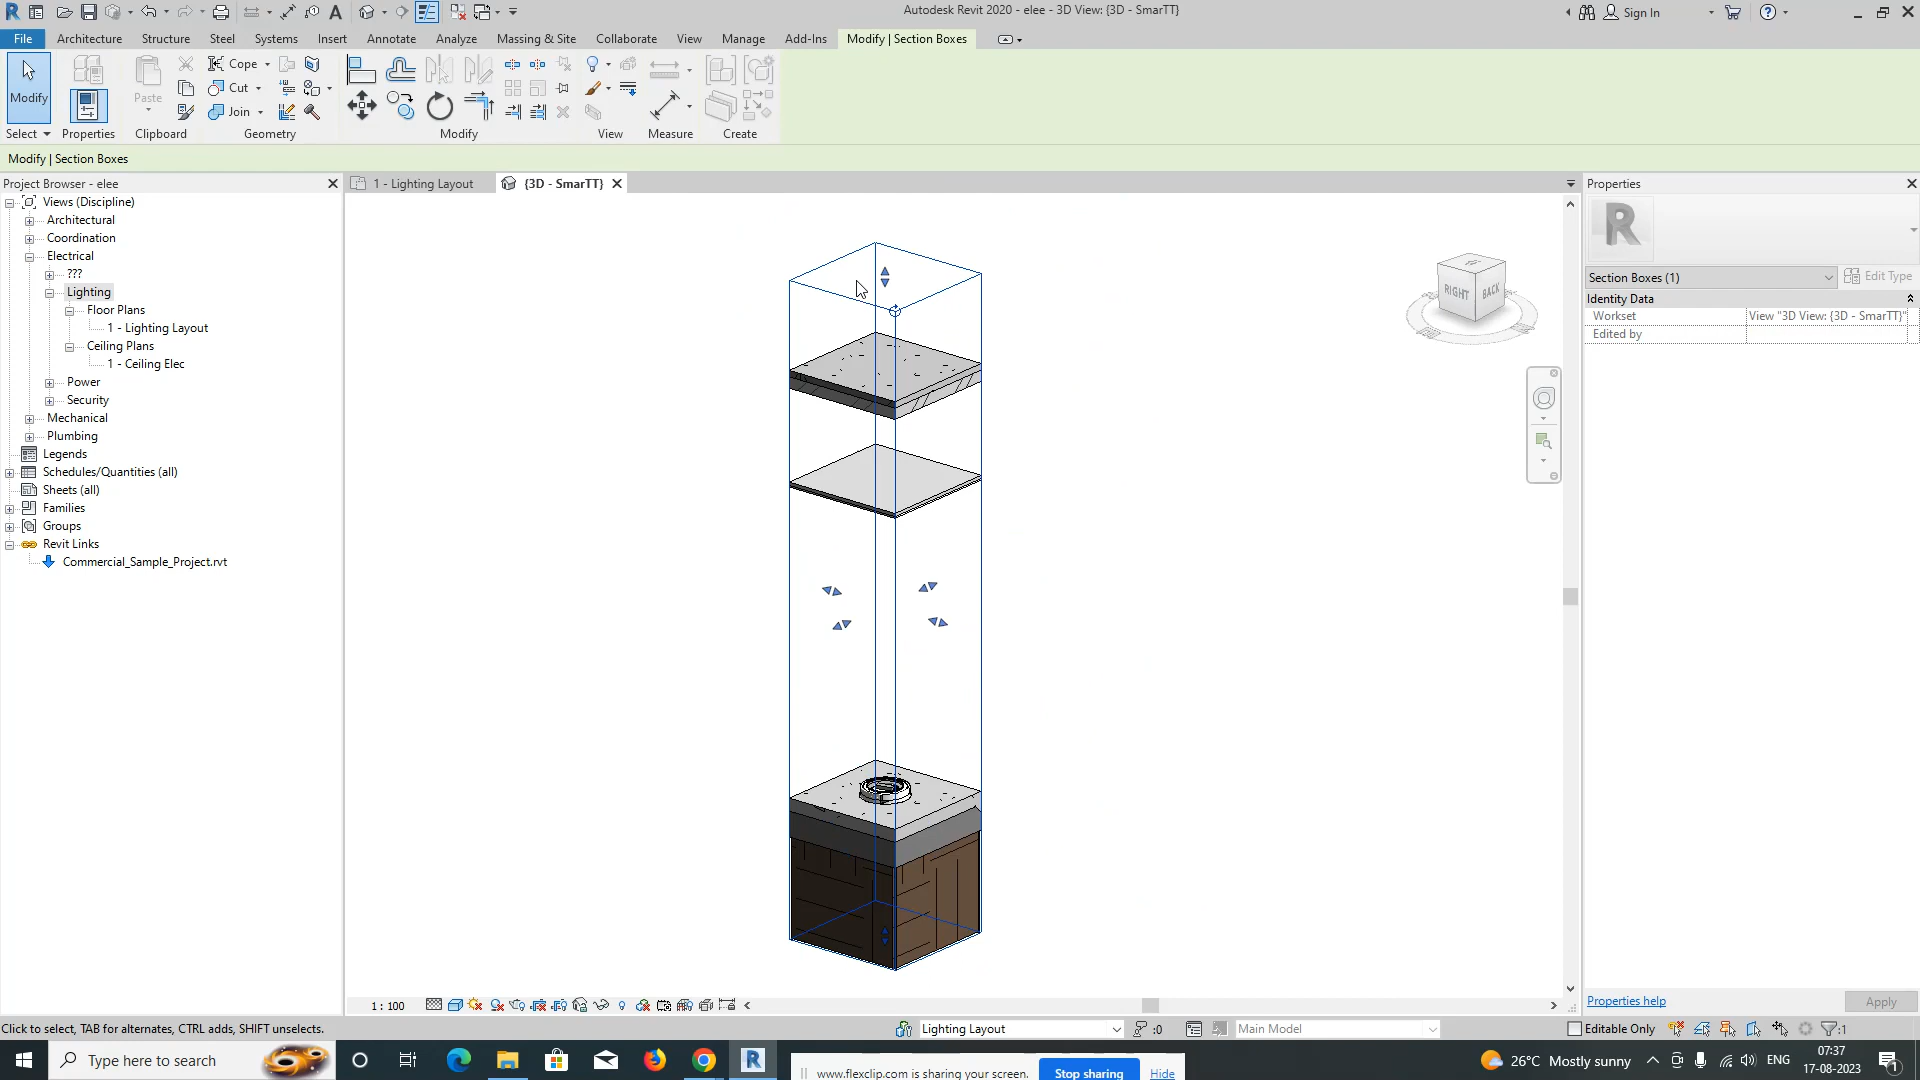 Autodesk Revit 2020 - elee - 3D View: {3D - SmarTT}
Sign In
File
Architecture
Structure
Steel
Systems
Insert
Annotate
Analyze
Massing & Site
Collaborate
View
Manage
Add-Ins
Modify | Section Boxes
Modify
Paste
Cope
Cut
Join
Select
Properties
Clipboard
Geometry
Modify
View
Measure
Create
Modify | Section Boxes
Project Browser - elee
1 - Lighting Layout
{3D - SmarTT}
Properties
Views (Discipline)
Architectural
Coordination
Electrical
???
Lighting
Floor Plans
1 - Lighting Layout
Ceiling Plans
1 - Ceiling Elec
Power
Security
Mechanical
Plumbing
Legends
Schedules/Quantities (all)
Sheets (all)
Families
Groups
Revit Links
Commercial_Sample_Project.rvt
RIGHT
BACK
Section Boxes (1)
Edit Type
Identity Data
Workset
View "3D View: {3D - SmarTT}"
Edited by
Properties help
Apply
1 : 100
Click to select, TAB for alternates, CTRL adds, SHIFT unselects.
Lighting Layout
:0
Main Model
Editable Only
:1
Type here to search
www.flexclip.com is sharing your screen.
Stop sharing
Hide
26°C
Mostly sunny
ENG
07:37
17-08-2023
1